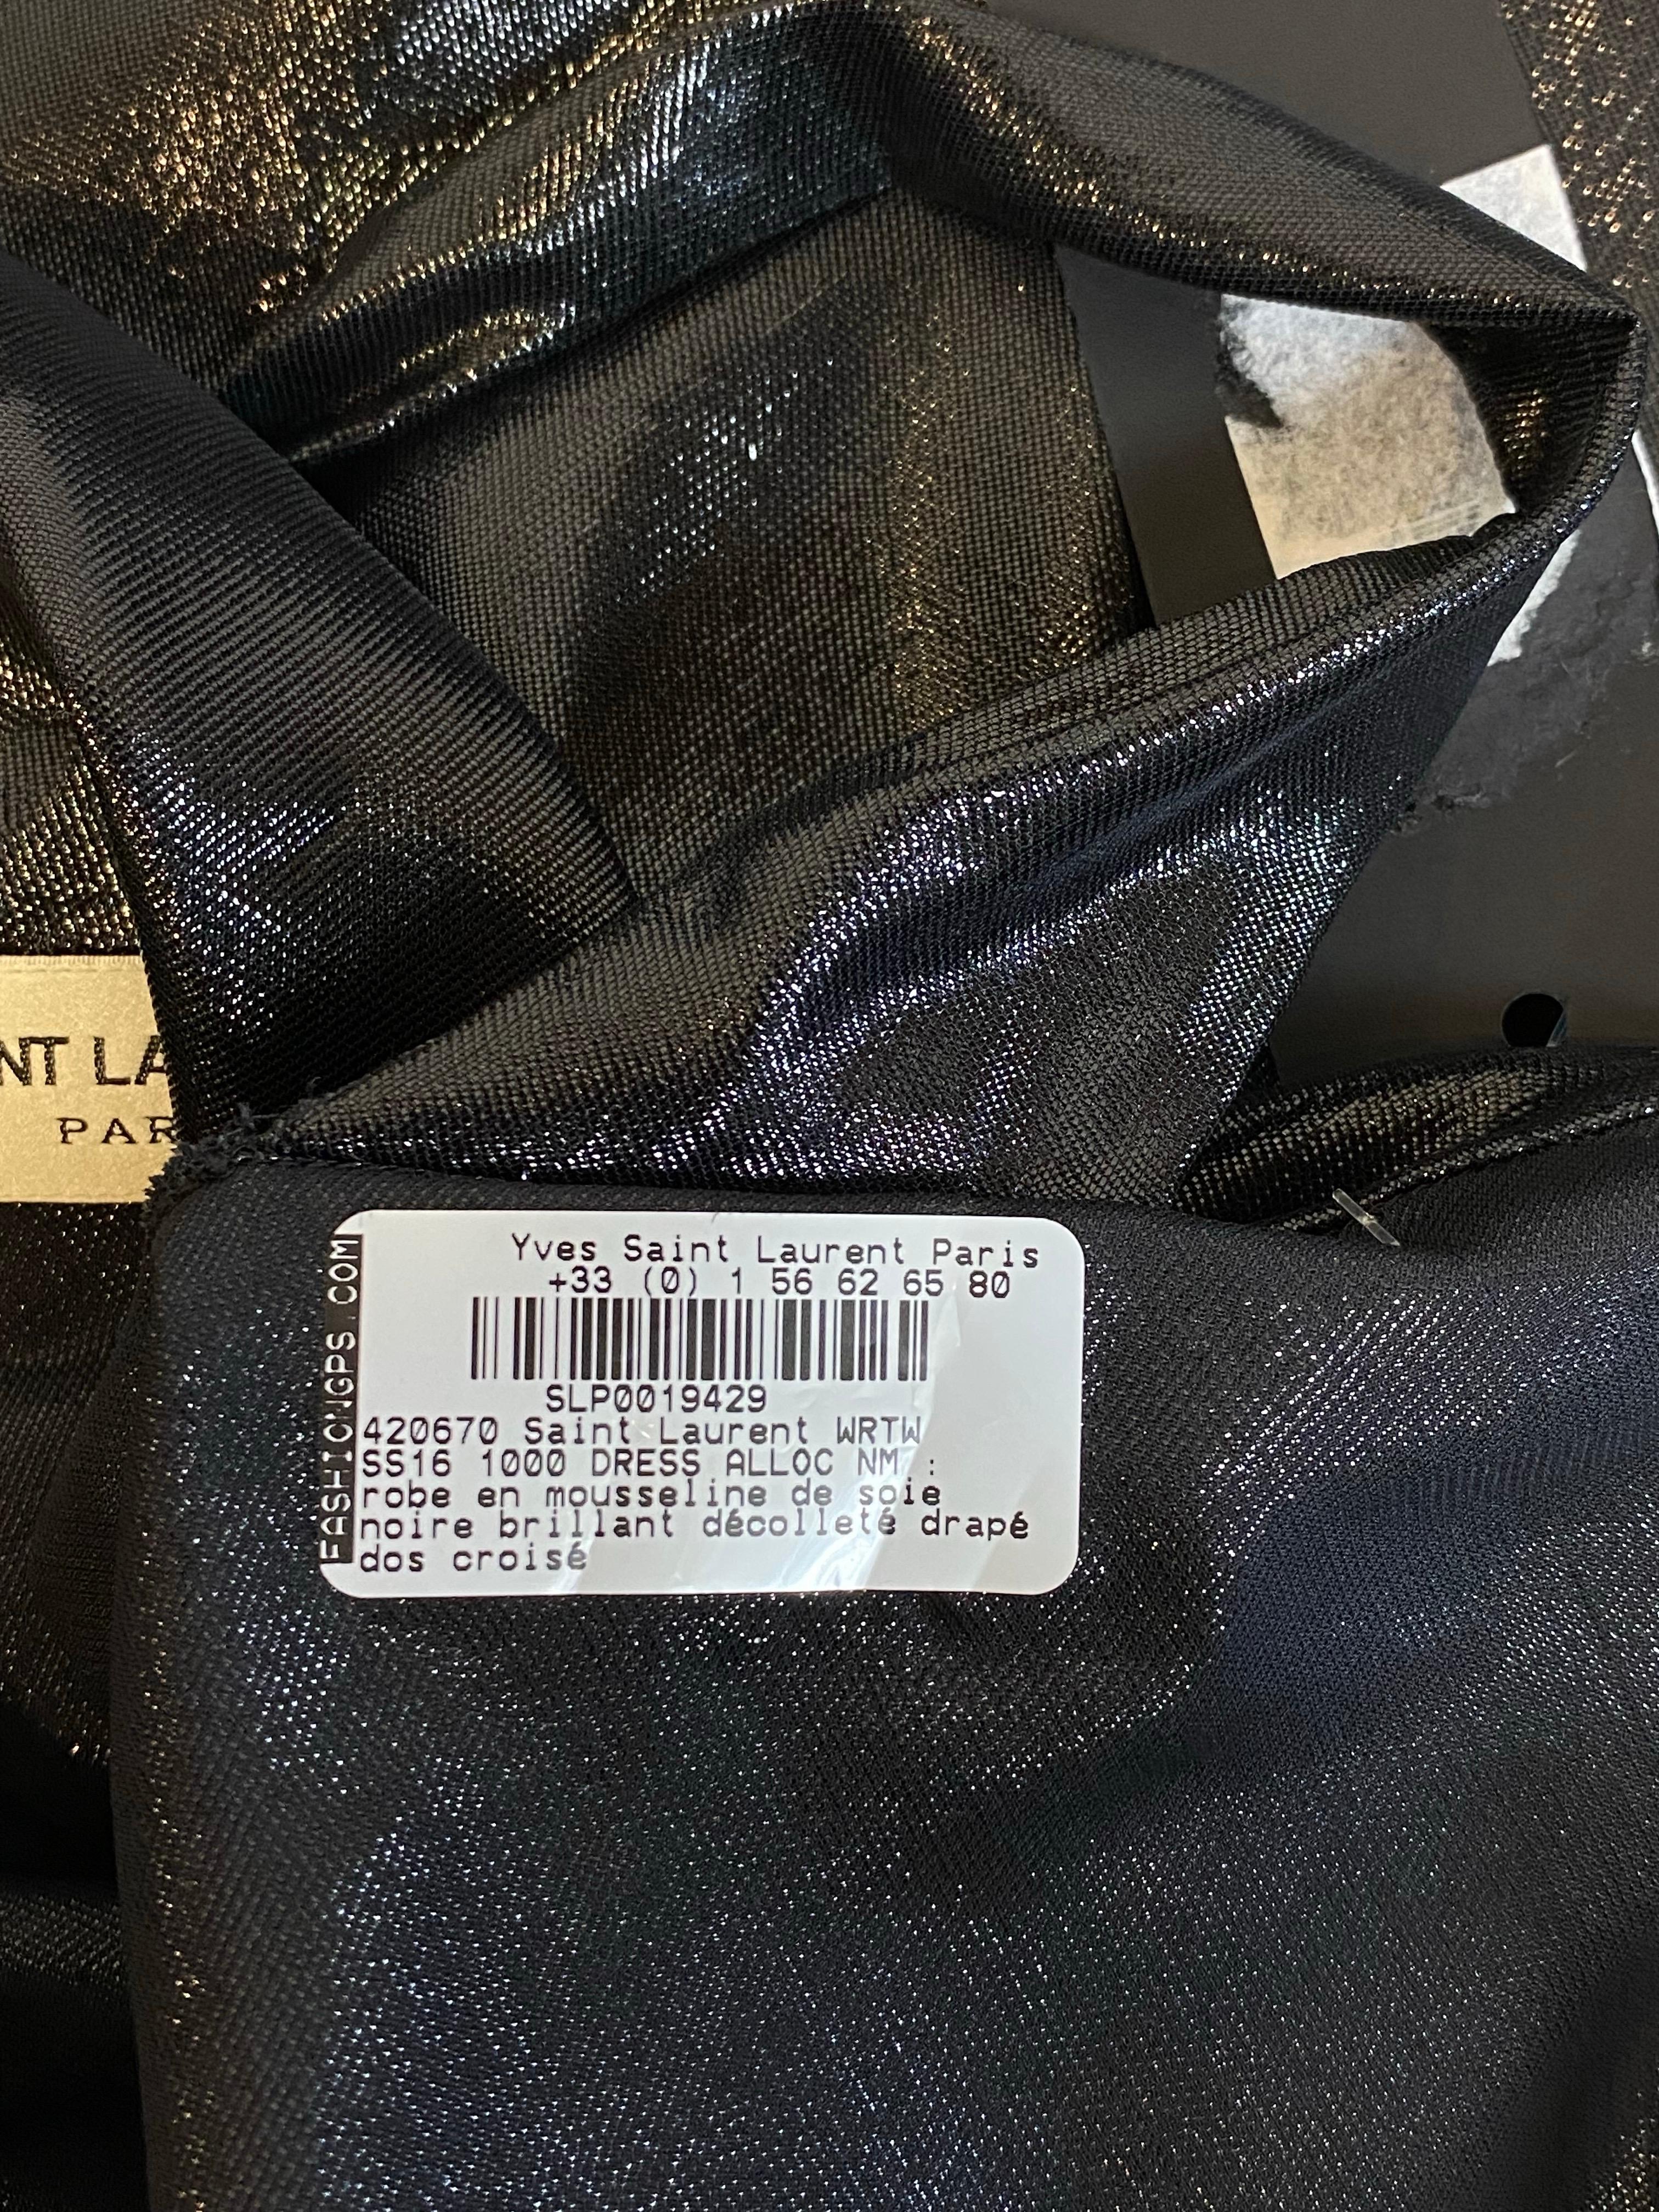 NT LA
PAR
FASHIONGPS.COM
Yves Saint Laurent Paris
+33 (0) 1 56 62 65 80
SLP0019429
420670 Saint Laurent WRTW
SS16 1000 DRESS ALLOC NM :
robe en mousseline de soie
noire brillant décolleté drapé
dos croisé